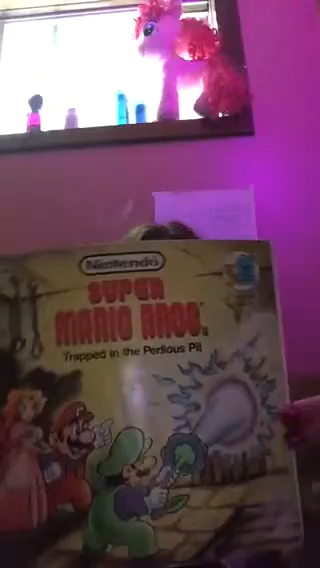 Nintendo
SUPER
MARIO BROS.
Trapped in the Perilous Pit